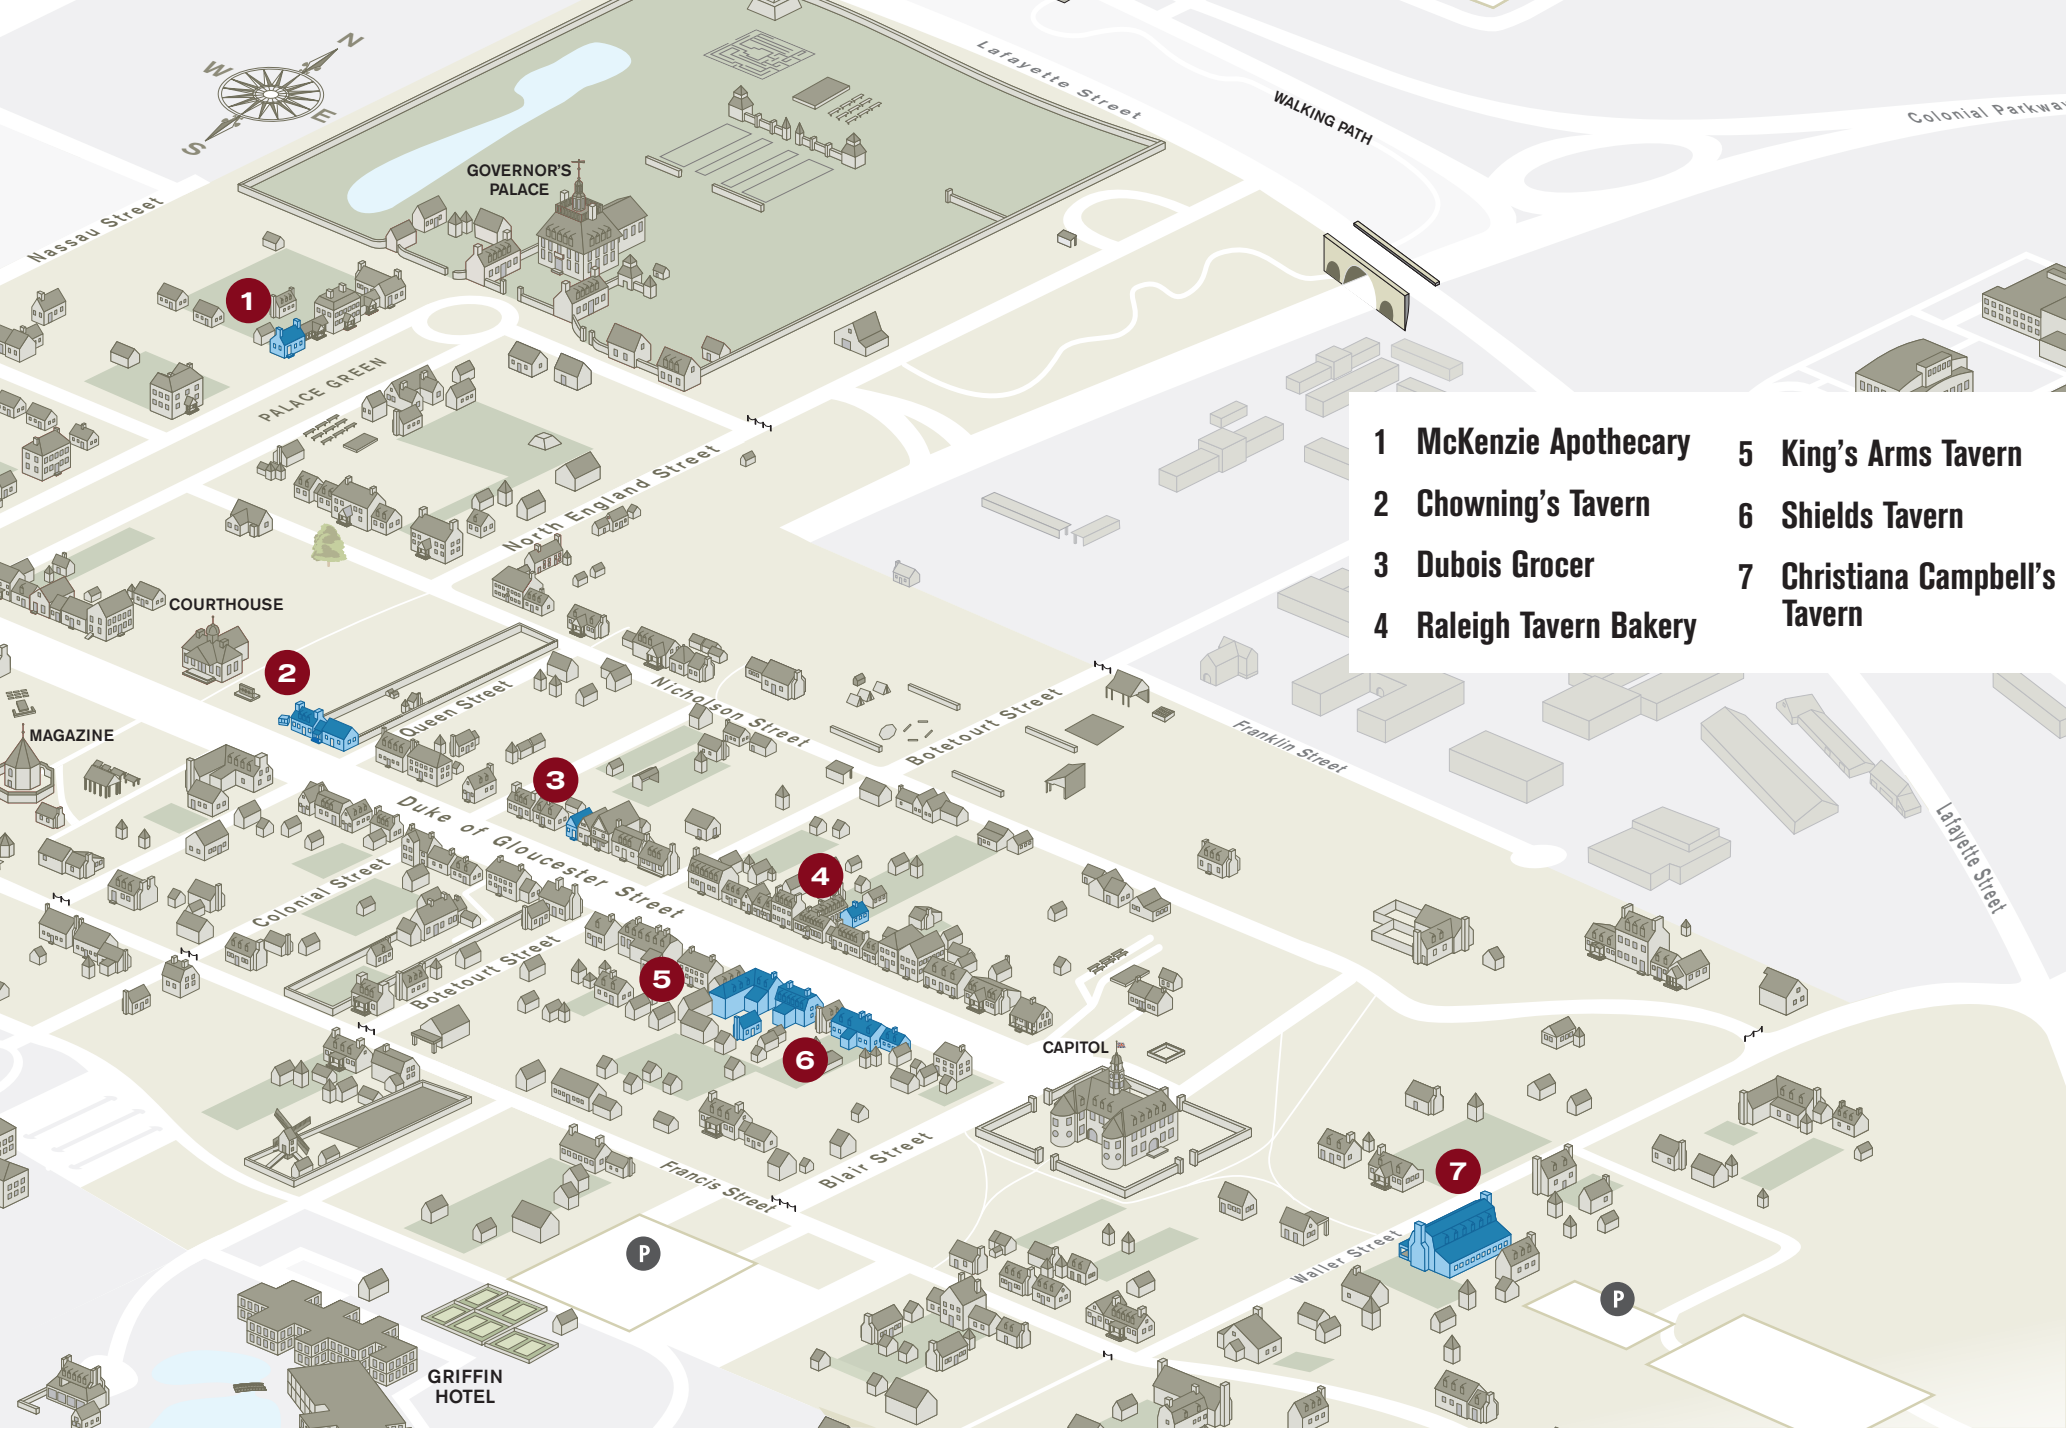 N
W
E
S
Lafayette Street
WALKING PATH
Colonial Parkwa
GOVERNOR'S
PALACE
Nassau Street
1
PALACE GREEN
North England Street
1 McKenzie Apothecary
2 Chowning's Tavern
3 Dubois Grocer
4 Raleigh Tavern Bakery
5 King's Arms Tavern
6 Shields Tavern
7 Christiana Campbell's
Tavern
COURTHOUSE
2
Queen Street
Nicholson Street
Botetourt Street
Franklin Street
MAGAZINE
3
Duke of Gloucester Street
Lafayette Street
4
Colonial Street
Botetourt Street
5
6
CAPITOL
Francis Street
Blair Street
7
Waller Street
P
P
GRIFFIN
HOTEL